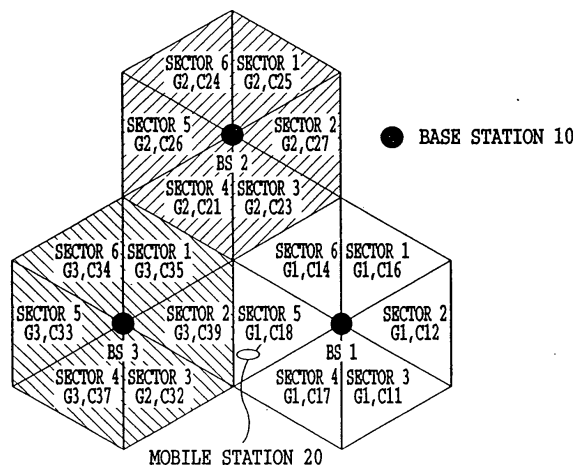 SECTOR 6
G2,C24
SECTOR 1
G2,C25
SECTOR 5
G2,C26
SECTOR 2
G2,C27
BS 2
SECTOR 4
G2,C21
SECTOR 3
G2,C23
BASE STATION 10
SECTOR 6
G3,C34
SECTOR 1
G3,C35
SECTOR 5
G3,C33
SECTOR 2
G3,C39
BS 3
SECTOR 4
G3,C37
SECTOR 3
G2,C32
SECTOR 6
G1,C14
SECTOR 1
G1,C16
SECTOR 5
G1,C18
SECTOR 2
G1,C12
BS 1
SECTOR 4
G1,C17
SECTOR 3
G1,C11
MOBILE STATION 20